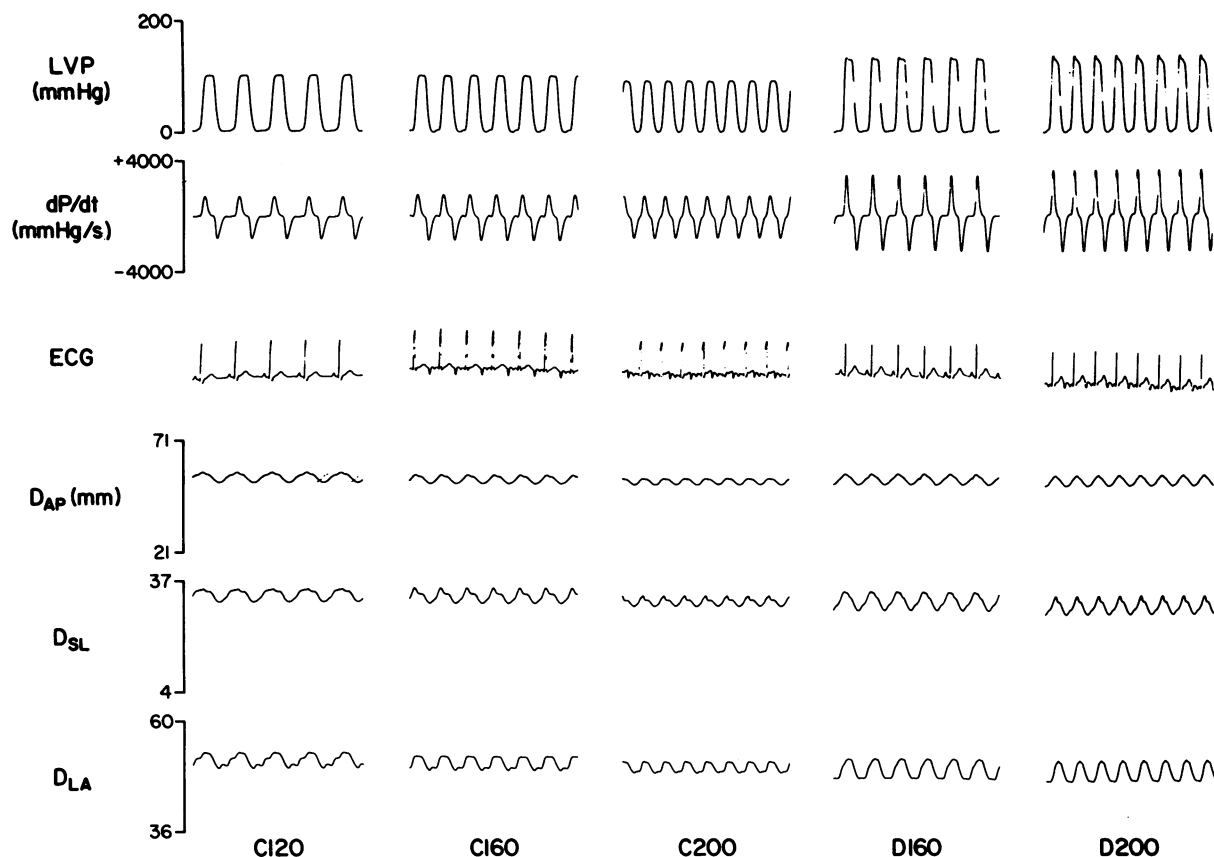 200
LVP
(mmHg)
0
+4000
dP/dt
(mmHg/s)
-4000
ECG
71
DAP (mm)
21
37
DSL
4
60
DLA
36
C120 C160 C200 D160 D200